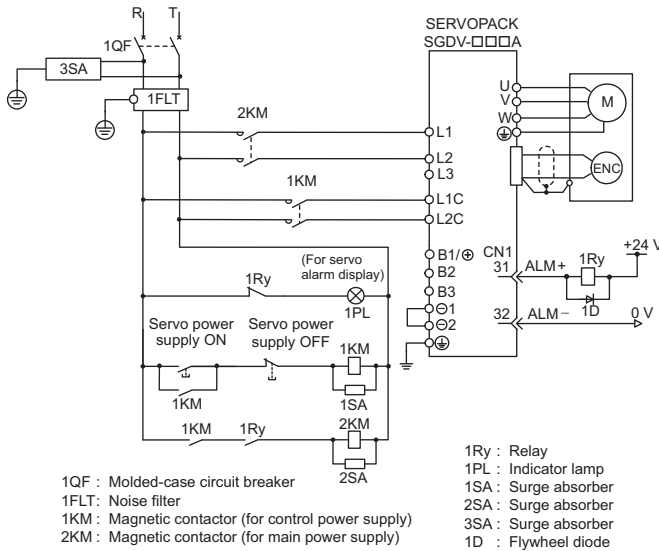 R T
SERVOPACK
SGDV-□□□A
1QF
3SA
1FLT
U
V
W
M
2KM
L1
L2
L3
ENC
1KM
L1C
L2C
B1/⊕
B2
B3
⊖1
⊖2
CN1
31
ALM+
1Ry
+24 V
1D
32
ALM−
0 V
(For servo
alarm display)
1Ry
1PL
Servo power
supply ON
Servo power
supply OFF
1KM
1KM
1SA
1KM
1Ry
2KM
2SA
1QF : Molded-case circuit breaker
1FLT: Noise filter
1KM : Magnetic contactor (for control power supply)
2KM : Magnetic contactor (for main power supply)
1Ry : Relay
1PL : Indicator lamp
1SA : Surge absorber
2SA : Surge absorber
3SA : Surge absorber
1D : Flywheel diode